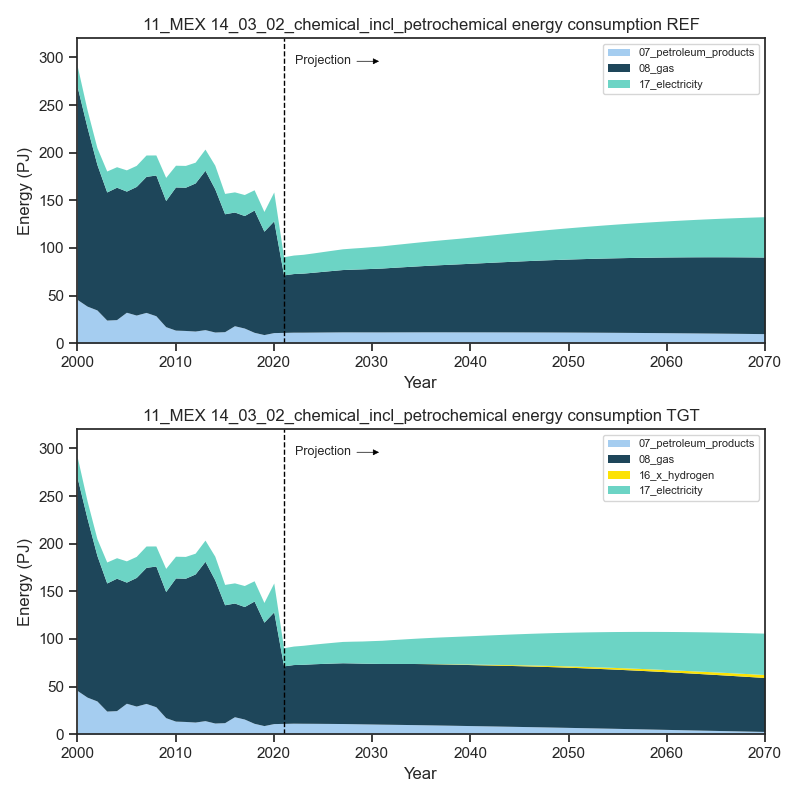 11_MEX 14_03_02_chemical_incl_petrochemical energy consumption REF
300
250
200
150
100
50
0
Energy (PJ)
Projection
07_petroleum_products
08_gas
17_electricity
2000 2010 2020 2030 2040 2050 2060 2070
Year
11_MEX 14_03_02_chemical_incl_petrochemical energy consumption TGT
300
250
200
150
100
50
0
Energy (PJ)
Projection
07_petroleum_products
08_gas
16_x_hydrogen
17_electricity
2000 2010 2020 2030 2040 2050 2060 2070
Year